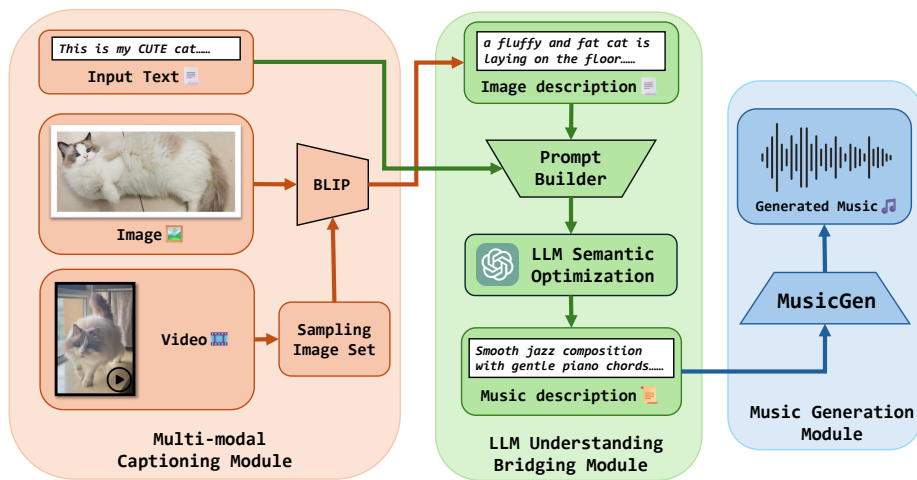 This is my CUTE cat……
Input Text
Image
BLIP
Video
Sampling
Image Set
Multi-modal
Captioning Module
a fluffy and fat cat is
laying on the floor……
Image description
Prompt
Builder
LLM Semantic
Optimization
Smooth jazz composition
with gentle piano chords……
Music description
LLM Understanding
Bridging Module
Generated Music
MusicGen
Music Generation
Module